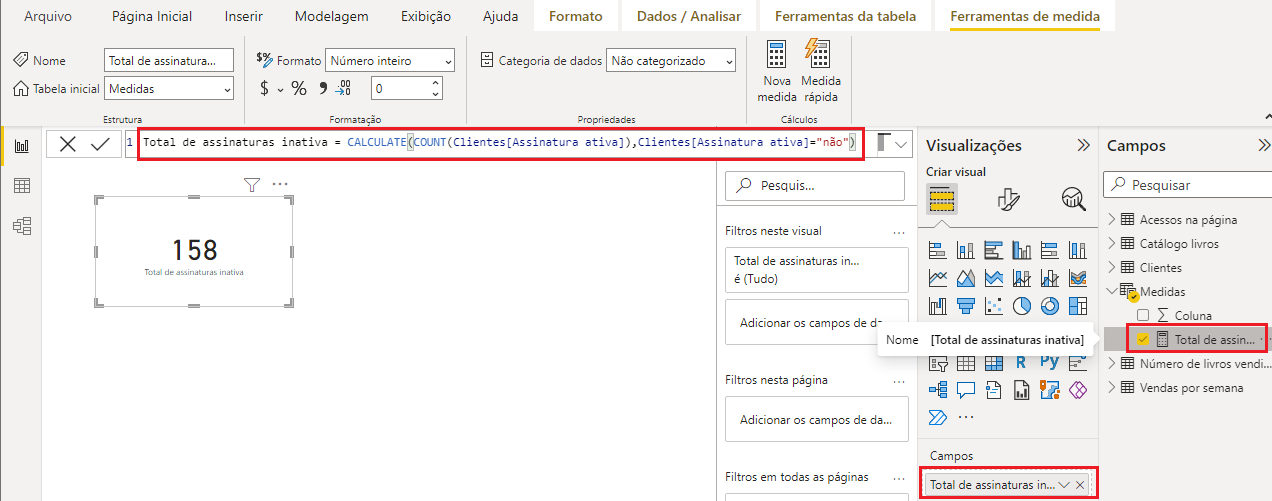 Arquivo Página Inicial Inserir Modelagem Exibição Ajuda Formato Dados / Analisar Ferramentas da tabela Ferramentas de medida
Nome Total de assinatura...
Tabela inicial Medidas
Estrutura
Formato Número inteiro
$ % 0
Formatação
Categoria de dados Não categorizado
Propriedades
Nova medida
Medida rápida
Cálculos
1 Total de assinaturas inativa = CALCULATE(COUNT(Clientes[Assinatura ativa]),Clientes[Assinatura ativa]="não")
158
Total de assinaturas inativa
Pesquis...
Filtros neste visual ...
Total de assinaturas in...
é (Tudo)
Adicionar os campos de da
Filtros nesta página ...
Adicionar os campos de da...
Filtros em todas as páginas
Visualizações
Criar visual
R Py
Nome [Total de assinaturas inativa]
Campos
Total de assinaturas in...
Campos
Pesquisar
Acessos na página
Catálogo livros
Clientes
Medidas
Coluna
Total de assin...
Número de livros vendi...
Vendas por semana